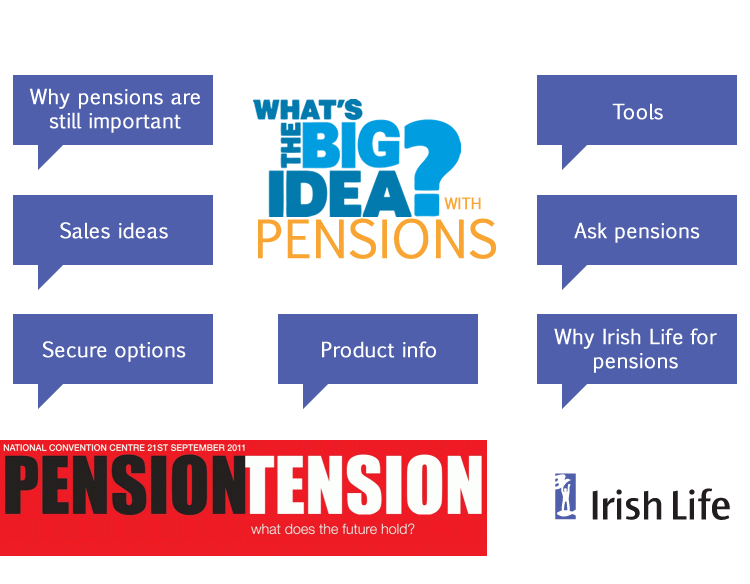 Why pensions are
still important
WHAT'S
THE BIG
IDEA?
WITH
PENSIONS
Tools
Sales ideas
Ask pensions
Secure options
Product info
Why Irish Life for
pensions
NATIONAL CONVENTION CENTRE 21ST SEPTEMBER 2011
PENSIONTENSION
what does the future hold?
Irish Life